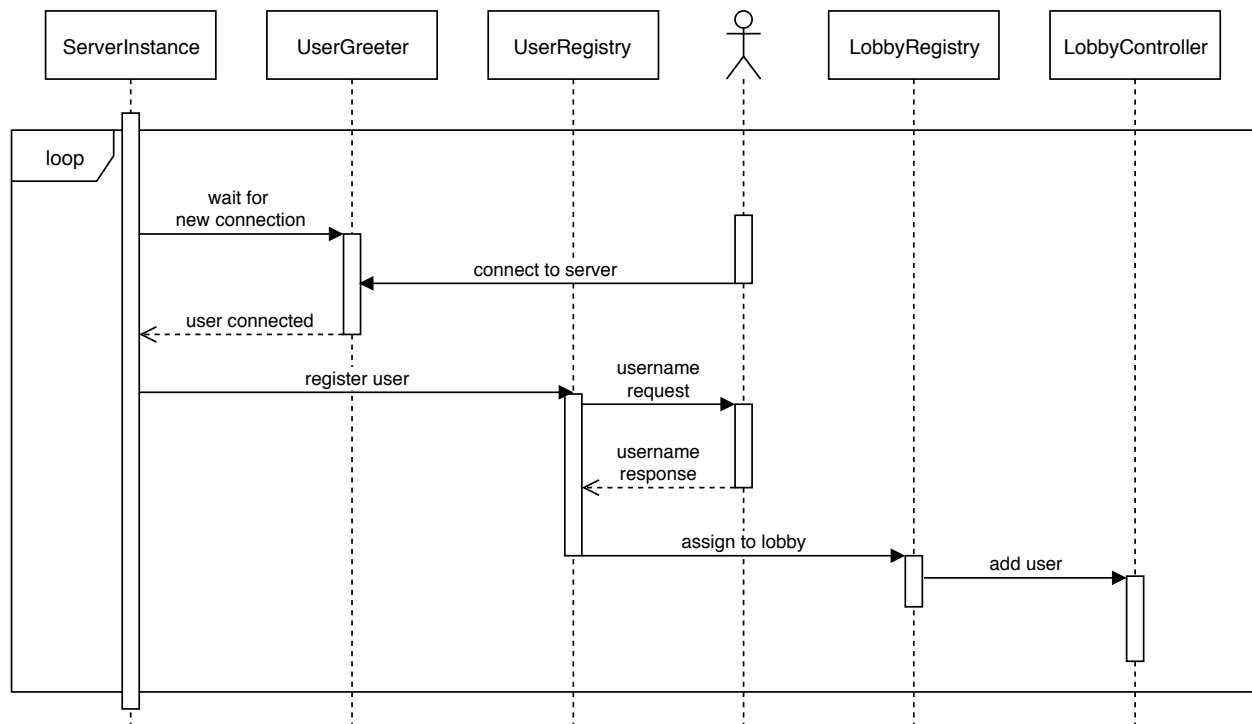 ServerInstance
UserGreeter
UserRegistry
LobbyRegistry
LobbyController
loop
wait for
new connection
connect to server
user connected
register user
username
request
username
response
assign to lobby
add user